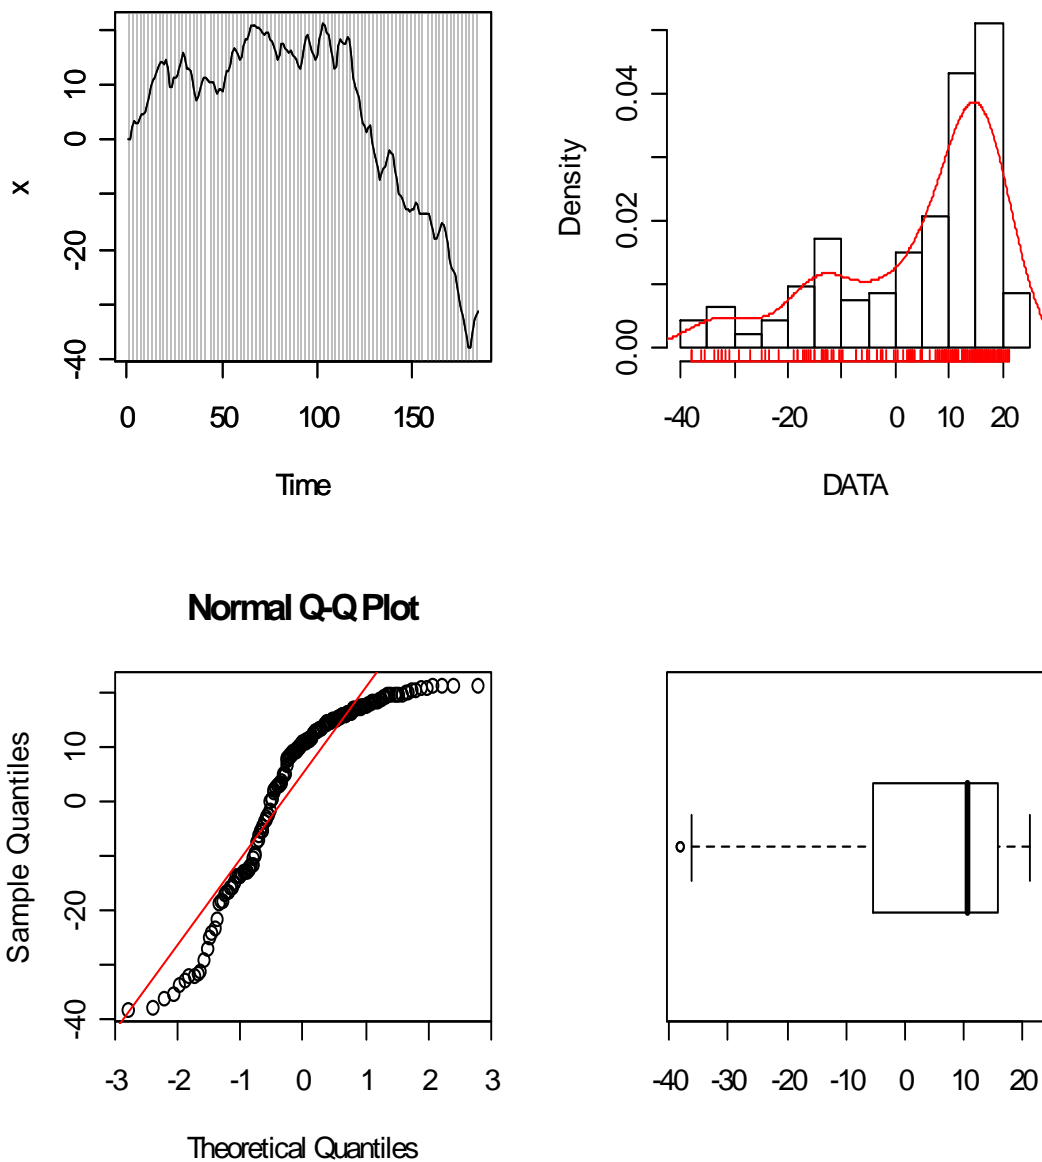 10
0
-20
-40
x
0 50 100 150
Time
0.04
0.02
0.00
Density
-40 -20 0 10 20
DATA
Normal Q-Q Plot
10
0
-20
-40
Sample Quantiles
-3 -2 -1 0 1 2 3
Theoretical Quantiles
-40 -30 -20 -10 0 10 20